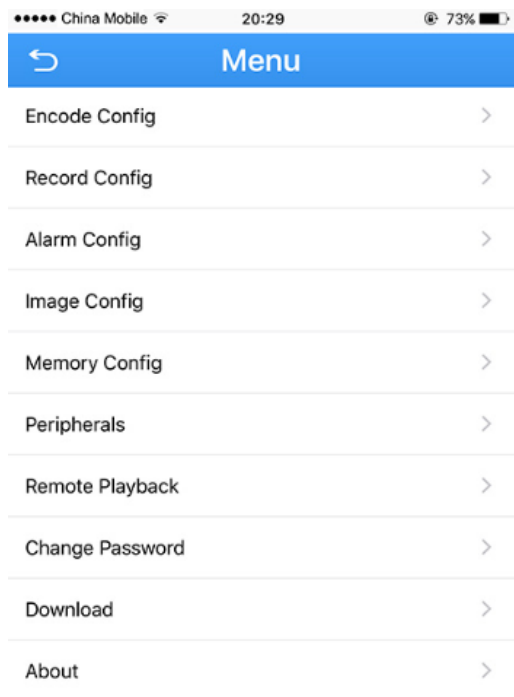 China Mobile 20:29 73%
Menu
Encode Config
Record Config
Alarm Config
Image Config
Memory Config
Peripherals
Remote Playback
Change Password
Download
About